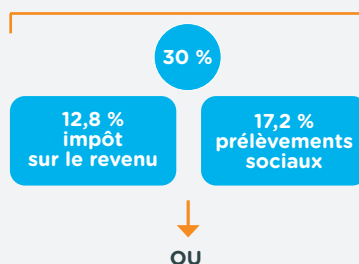 30 %
12,8 %
impôt
sur le revenu
17,2 %
prélèvements
sociaux
OU